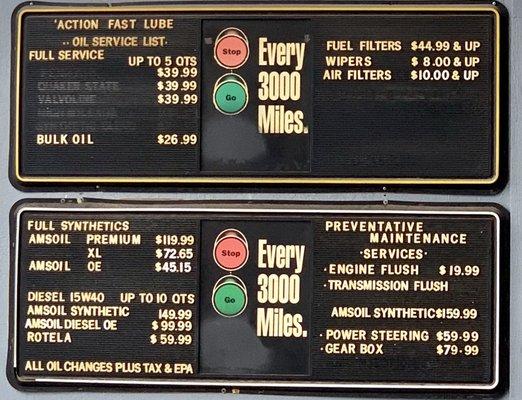 'ACTION FAST LUBE
·· OIL SERVICE LIST·
FULL SERVICE
UP TO 5 QTS
$39.99
QUAKER STATE $39.99
VALVOLINE $39.99
BULK OIL $26.99
Stop
Go
Every
3000
Miles.
FUEL FILTERS $44.99 & UP
WIPERS $ 8.00 & UP
AIR FILTERS $10.00 & UP
FULL SYNTHETICS
AMSOIL PREMIUM $119.99
XL $72.65
AMSOIL OE $45.15
DIESEL 15W40 UP TO 10 QTS
AMSOIL SYNTHETIC 149.99
AMSOIL DIESEL OE $ 99.99
ROTELA $ 59.99
ALL OIL CHANGES PLUS TAX & EPA
Stop
Go
Every
3000
Miles.
PREVENTATIVE
MAINTENANCE
·SERVICES·
·ENGINE FLUSH $ 19.99
·TRANSMISSION FLUSH
AMSOIL SYNTHETIC $159.99
·POWER STEERING $59.99
·GEAR BOX $79.99